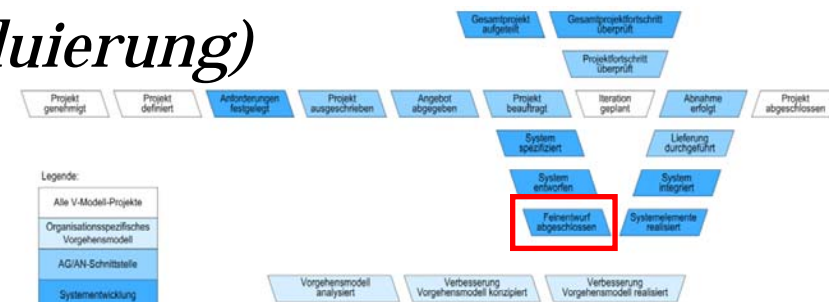 luierung)
Gesamtprojekt
aufgeteilt
Gesamtprojektfortschritt
überprüft
Projektfortschritt
überprüft
Projekt
genehmigt
Projekt
definiert
Anforderungen
festgelegt
Projekt
ausgeschrieben
Angebot
abgegeben
Projekt
beauftragt
Iteration
geplant
Abnahme
erfolgt
Projekt
abgeschlossen
System
spezifiziert
Lieferung
durchgeführt
System
entworfen
System
integriert
Feinentwurf
abgeschlossen
Systemelemente
realisiert
Legende:
Alle V-Modell-Projekte
Organisationsspezifisches
Vorgehensmodell
AG/AN-Schnittstelle
Systementwicklung
Vorgehensmodell
analysiert
Verbesserung
Vorgehensmodell konzipiert
Verbesserung
Vorgehensmodell realisiert